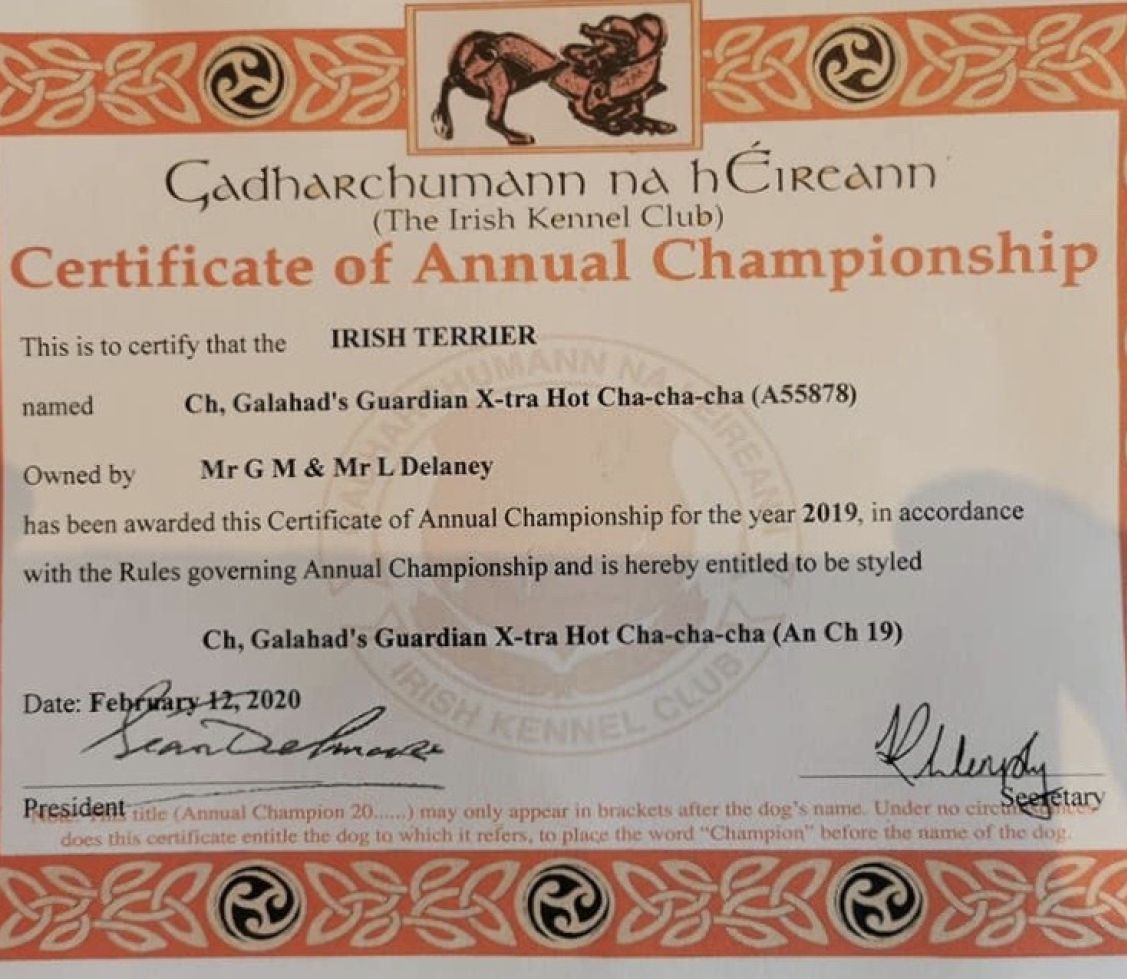 Gadharchumann na hÉireann
(The Irish Kennel Club)
Certificate of Annual Championship
This is to certify that the IRISH TERRIER
named Ch, Galahad's Guardian X-tra Hot Cha-cha-cha (A55878)
Owned by Mr G M & Mr L Delaney
has been awarded this Certificate of Annual Championship for the year 2019, in accordance
with the Rules governing Annual Championship and is hereby entitled to be styled
Ch, Galahad's Guardian X-tra Hot Cha-cha-cha (An Ch 19)
Date: February 12, 2020
President
Secretary
title (Annual Champion 20......) may only appear in brackets after the dog's name. Under no
does this certificate entitle the dog to which it refers, to place the word “Champion” before the name of the dog.
GADHARCHUMANN NA HEIREANN
IRISH KENNEL CLUB